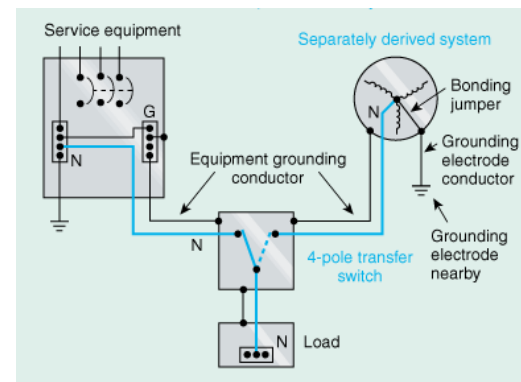 Service equipment
Separately derived system
G
N
N
Bonding
jumper
Grounding
electrode
conductor
Equipment grounding
conductor
N
4-pole transfer
switch
Grounding
electrode
nearby
N
Load